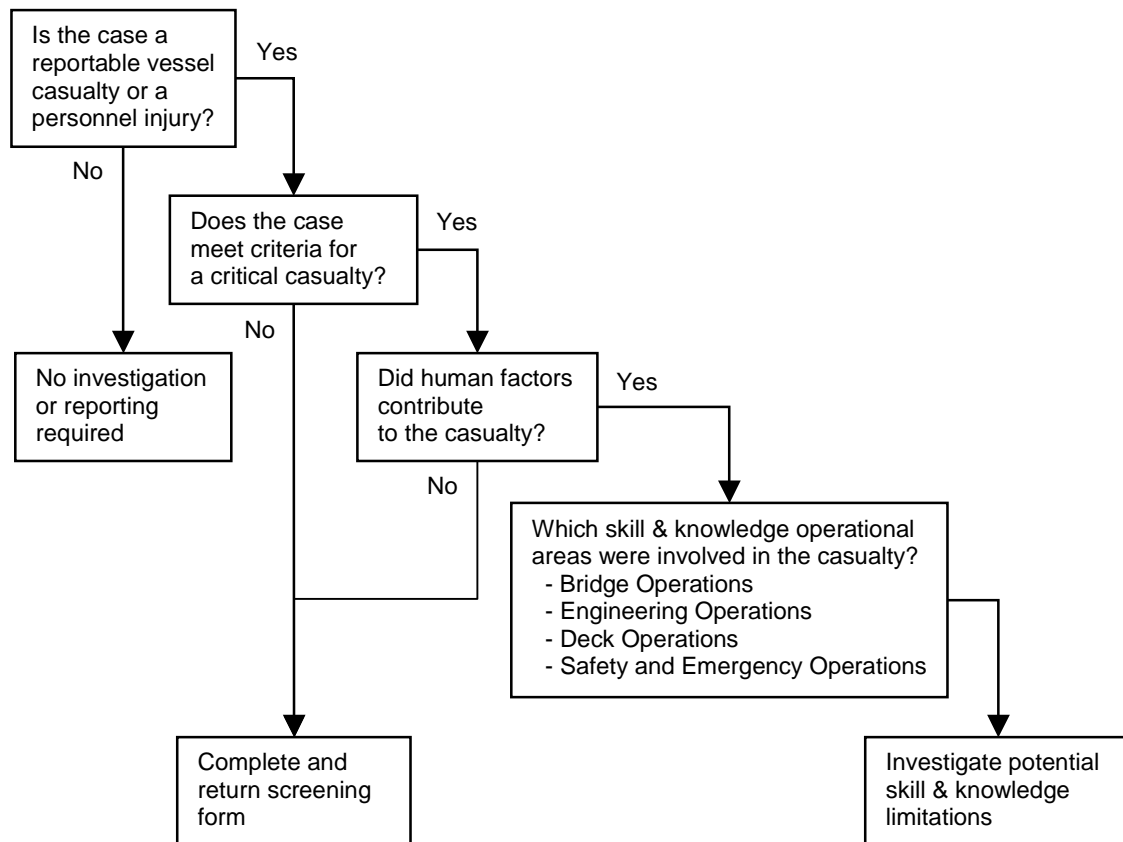 Is the case a
reportable vessel
casualty or a
personnel injury?
Yes
No
Does the case
meet criteria for
a critical casualty?
Yes
No
No investigation
or reporting
required
Did human factors
contribute
to the casualty?
Yes
No
Which skill & knowledge operational
areas were involved in the casualty?
- Bridge Operations
- Engineering Operations
- Deck Operations
- Safety and Emergency Operations
Complete and
return screening
form
Investigate potential
skill & knowledge
limitations